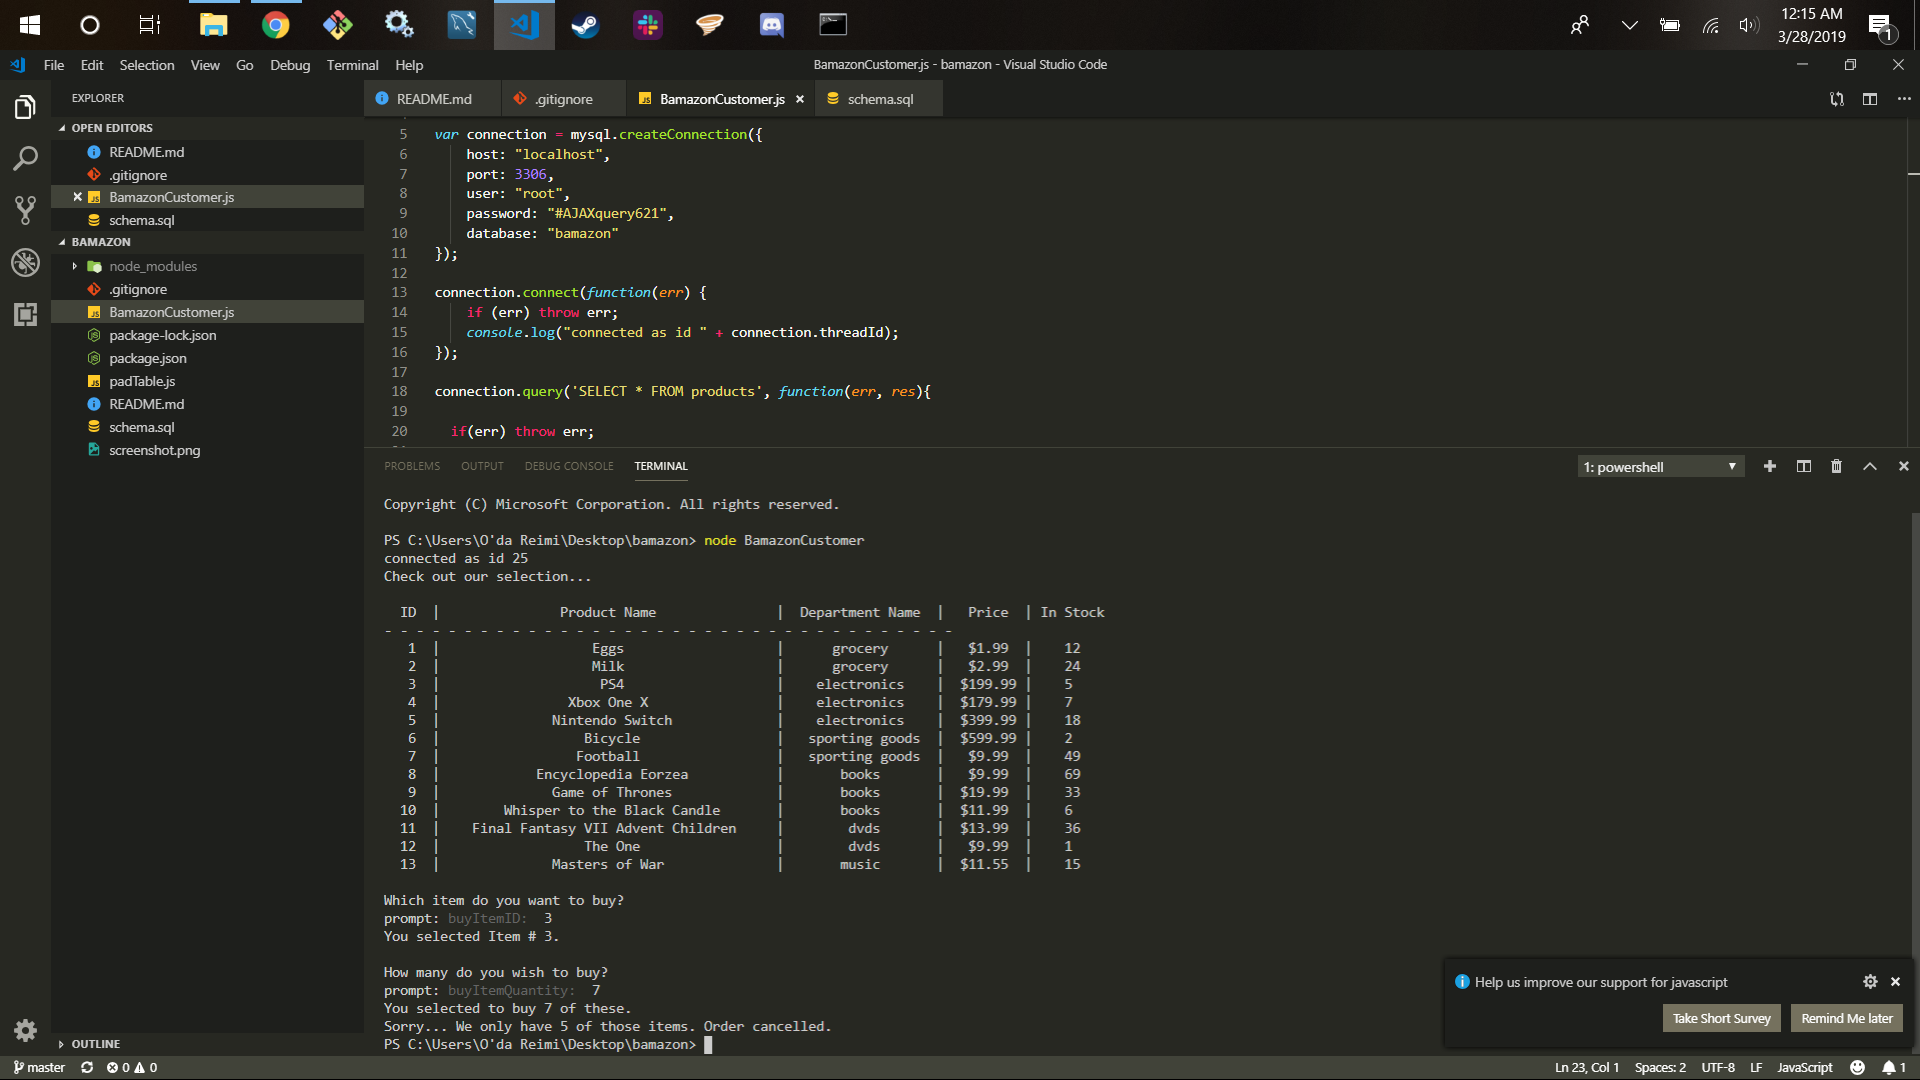 12:15 AM
3/28/2019
1
File Edit Selection View Go Debug Terminal Help
BamazonCustomer.js - bamazon - Visual Studio Code
EXPLORER
OPEN EDITORS
README.md
.gitignore
BamazonCustomer.js
schema.sql
BAMAZON
node_modules
.gitignore
BamazonCustomer.js
package-lock.json
package.json
padTable.js
README.md
schema.sql
screenshot.png
OUTLINE
README.md .gitignore BamazonCustomer.js schema.sql
5 var connection = mysql.createConnection({
6 host: "localhost",
7 port: 3306,
8 user: "root",
9 password: "#AJAXquery621",
10 database: "bamazon"
11 });
12
13 connection.connect(function(err) {
14 if (err) throw err;
15 console.log("connected as id " + connection.threadId);
16 });
17
18 connection.query('SELECT * FROM products', function(err, res){
19
20 if(err) throw err;
PROBLEMS OUTPUT DEBUG CONSOLE TERMINAL
1: powershell
Copyright (C) Microsoft Corporation. All rights reserved.
PS C:\Users\O'da Reimi\Desktop\bamazon> node BamazonCustomer
connected as id 25
Check out our selection...
ID | Product Name | Department Name | Price | In Stock
- - - - - - - - - - - - - - - - - - - - - - - - - - - - - - - - - - - -
1 | Eggs | grocery | $1.99 | 12
2 | Milk | grocery | $2.99 | 24
3 | PS4 | electronics | $199.99 | 5
4 | Xbox One X | electronics | $179.99 | 7
5 | Nintendo Switch | electronics | $399.99 | 18
6 | Bicycle | sporting goods | $599.99 | 2
7 | Football | sporting goods | $9.99 | 49
8 | Encyclopedia Eorzea | books | $9.99 | 69
9 | Game of Thrones | books | $19.99 | 33
10 | Whisper to the Black Candle | books | $11.99 | 6
11 | Final Fantasy VII Advent Children | dvds | $13.99 | 36
12 | The One | dvds | $9.99 | 1
13 | Masters of War | music | $11.55 | 15
Which item do you want to buy?
prompt: buyItemID: 3
You selected Item # 3.
How many do you wish to buy?
prompt: buyItemQuantity: 7
You selected to buy 7 of these.
Sorry... We only have 5 of those items. Order cancelled.
PS C:\Users\O'da Reimi\Desktop\bamazon>
Help us improve our support for javascript
Take Short Survey Remind Me later
master 0 0 Ln 23, Col 1 Spaces: 2 UTF-8 LF JavaScript 1